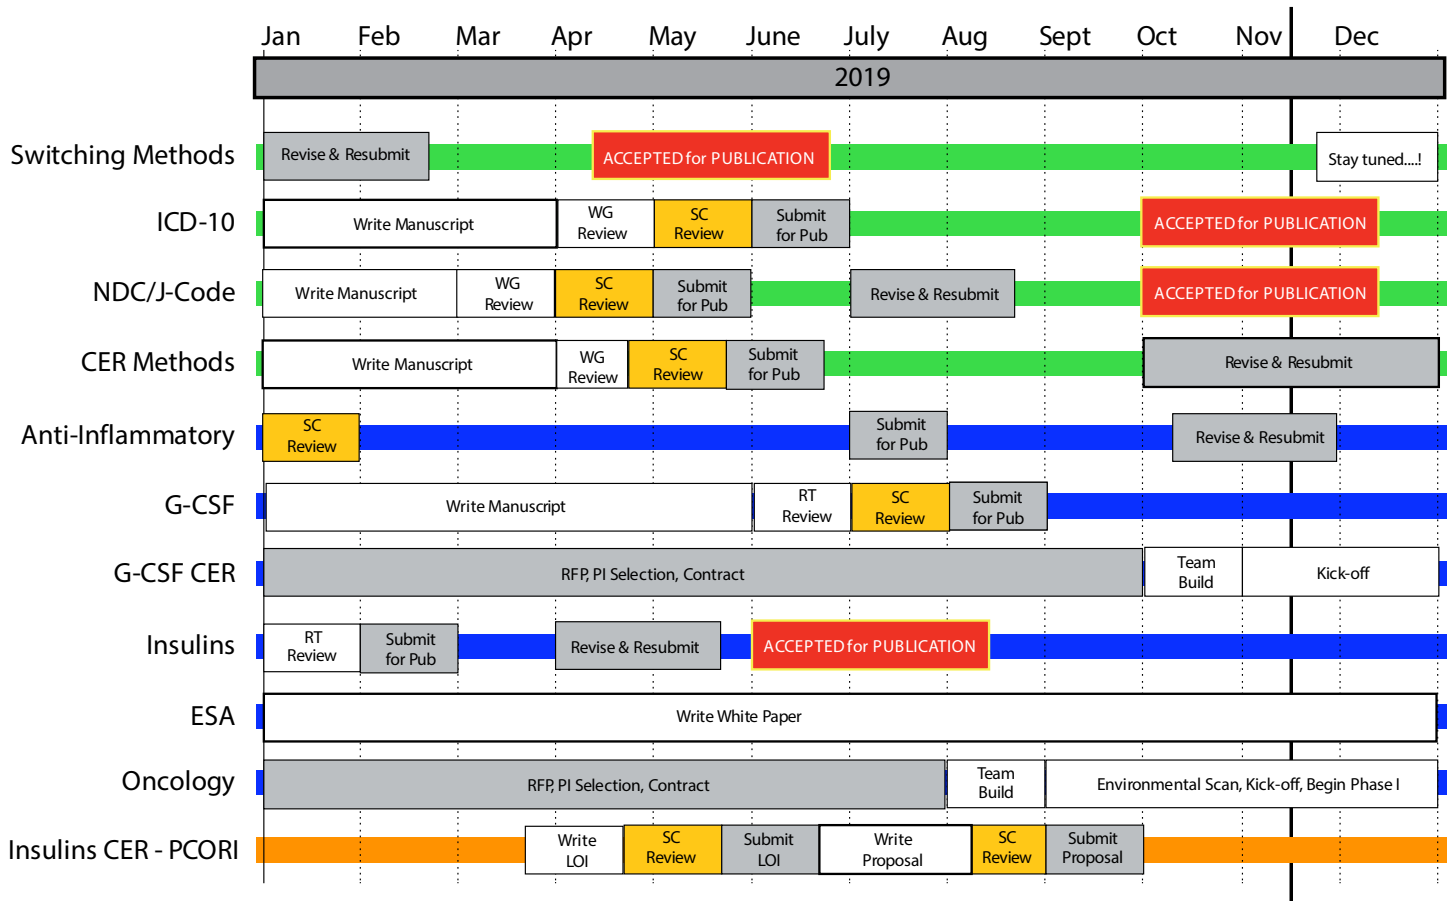 Jan Feb Mar Apr May June July Aug Sept Oct Nov Dec
2019
Switching Methods
Revise & Resubmit
ACCEPTED for PUBLICATION
Stay tuned....!
ICD-10
Write Manuscript
WG
Review
SC
Review
Submit
for Pub
ACCEPTED for PUBLICATION
NDC/J-Code
Write Manuscript
WG
Review
SC
Review
Submit
for Pub
Revise & Resubmit
ACCEPTED for PUBLICATION
CER Methods
Write Manuscript
WG
Review
SC
Review
Submit
for Pub
Revise & Resubmit
Anti-Inflammatory
SC
Review
Submit
for Pub
Revise & Resubmit
G-CSF
Write Manuscript
RT
Review
SC
Review
Submit
for Pub
G-CSF CER
RFP, PI Selection, Contract
Team
Build
Kick-off
Insulins
RT
Review
Submit
for Pub
Revise & Resubmit
ACCEPTED for PUBLICATION
ESA
Write White Paper
Oncology
RFP, PI Selection, Contract
Team
Build
Environmental Scan, Kick-off, Begin Phase I
Insulins CER - PCORI
Write
LOI
SC
Review
Submit
LOI
Write
Proposal
SC
Review
Submit
Proposal